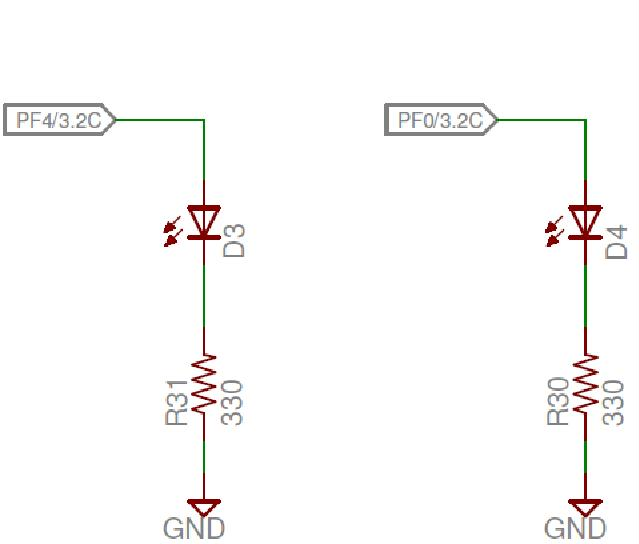 PF4/3.2C
PF0/3.2C
D3
D4
R31
330
R30
330
GND
GND